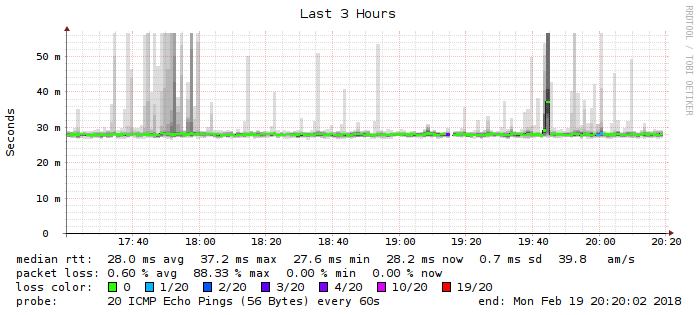 Last 3 Hours
RRDTOOL / TOBI OETIKER
Seconds
50 m
40 m
30 m
20 m
10 m
0
17:40 18:00 18:20 18:40 19:00 19:20 19:40 20:00 20:20
median rtt: 28.0 ms avg 37.2 ms max 27.6 ms min 28.2 ms now 0.7 ms sd 39.8 am/s
packet loss: 0.60 % avg 88.33 % max 0.00 % min 0.00 % now
loss color: 0 1/20 2/20 3/20 4/20 10/20 19/20
probe: 20 ICMP Echo Pings (56 Bytes) every 60s end: Mon Feb 19 20:20:02 2018